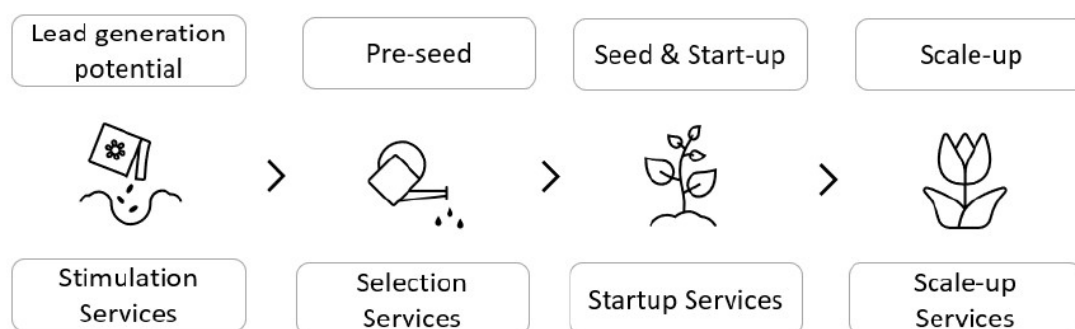 Lead generation
potential
Pre-seed
Seed & Start-up
Scale-up
Stimulation
Services
Selection
Services
Startup Services
Scale-up
Services